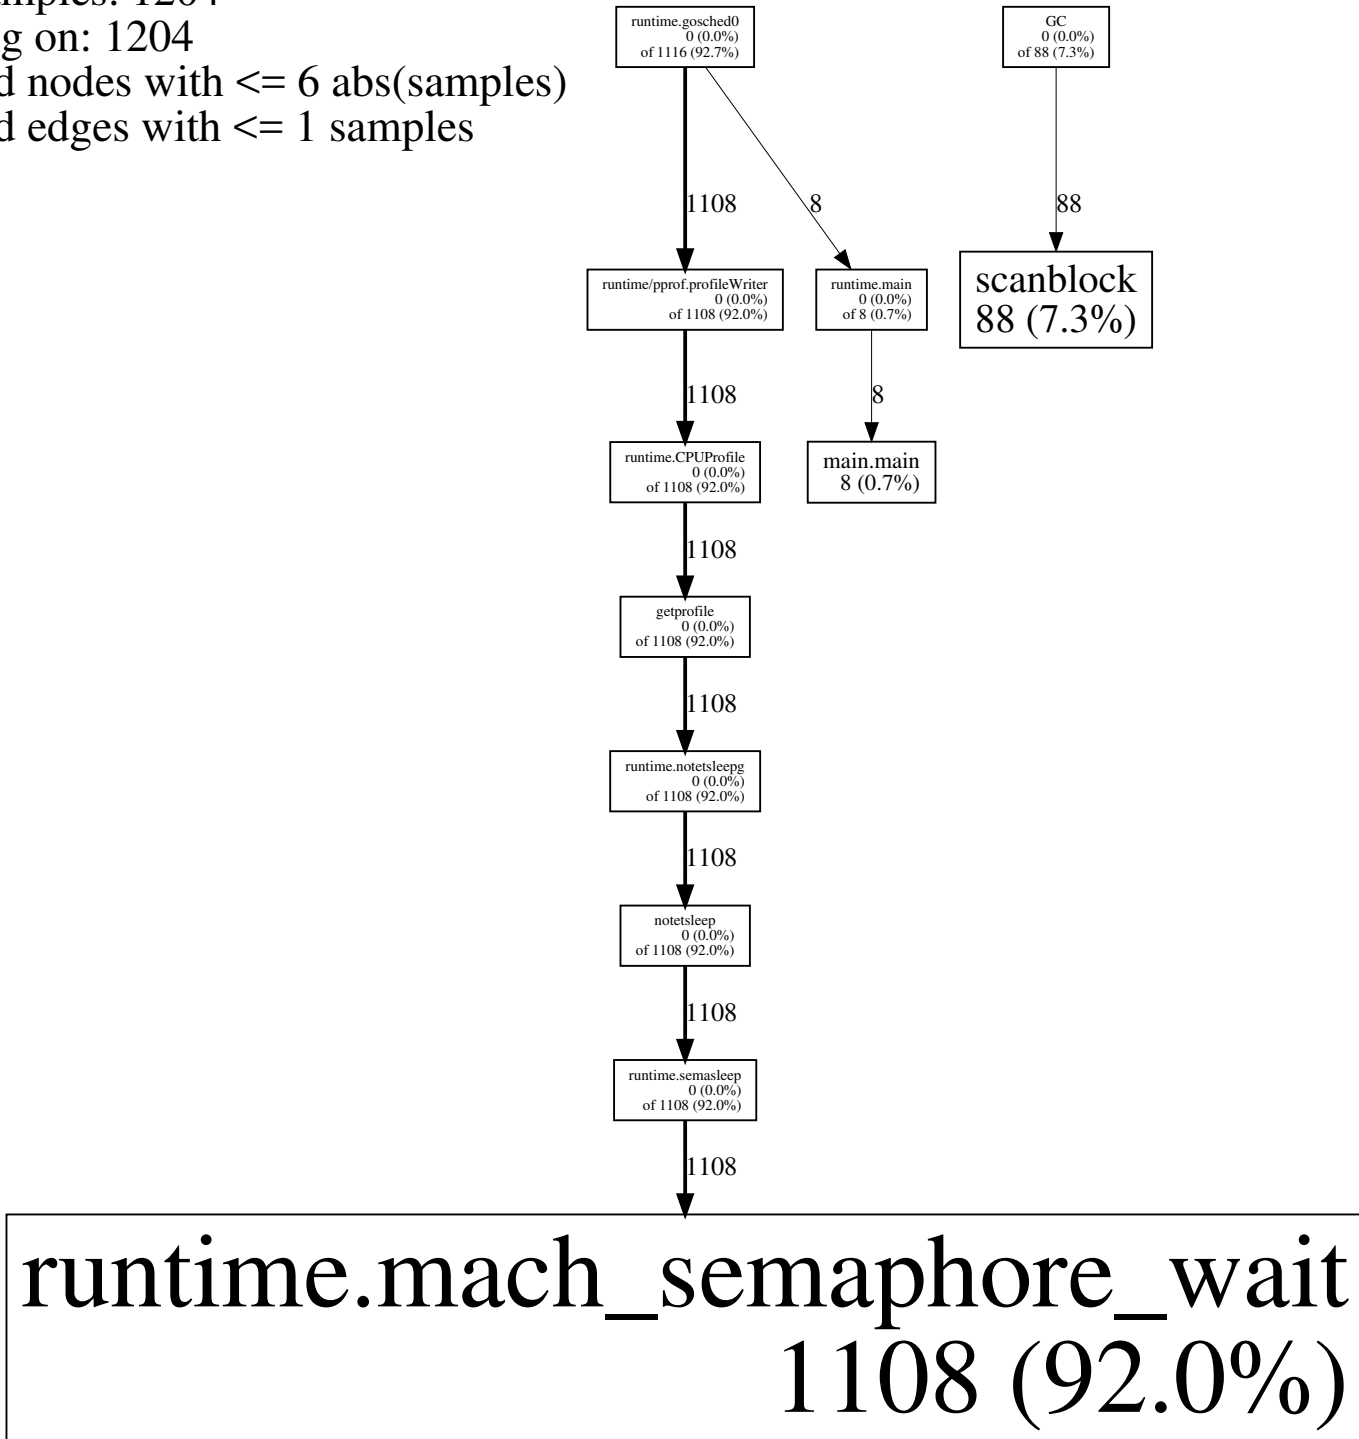 g on: 1204
nodes with <= 6 abs(samples)
edges with <= 1 samples
runtime.gosched0
0 (0.0%)
of 1116 (92.7%)
GC
0 (0.0%)
of 88 (7.3%)
1108
8
88
runtime/pprof.profileWriter
0 (0.0%)
of 1108 (92.0%)
runtime.main
0 (0.0%)
of 8 (0.7%)
scanblock
88 (7.3%)
1108
8
runtime.CPUProfile
0 (0.0%)
of 1108 (92.0%)
main.main
8 (0.7%)
1108
getprofile
0 (0.0%)
of 1108 (92.0%)
1108
runtime.notetsleepg
0 (0.0%)
of 1108 (92.0%)
1108
notetsleep
0 (0.0%)
of 1108 (92.0%)
1108
runtime.semasleep
0 (0.0%)
of 1108 (92.0%)
1108
runtime.mach_semaphore_wait
1108 (92.0%)